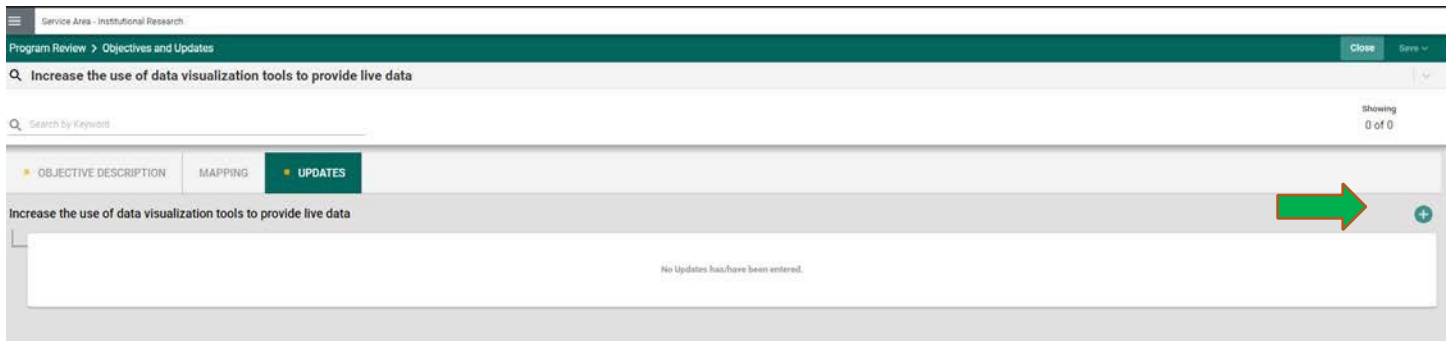 Service Area - Institutional Research
Program Review > Objectives and Updates
Close Save
Increase the use of data visualization tools to provide live data
Search by Keyword
Showing
0 of 0
OBJECTIVE DESCRIPTION MAPPING UPDATES
Increase the use of data visualization tools to provide live data
No Updates has/have been entered.